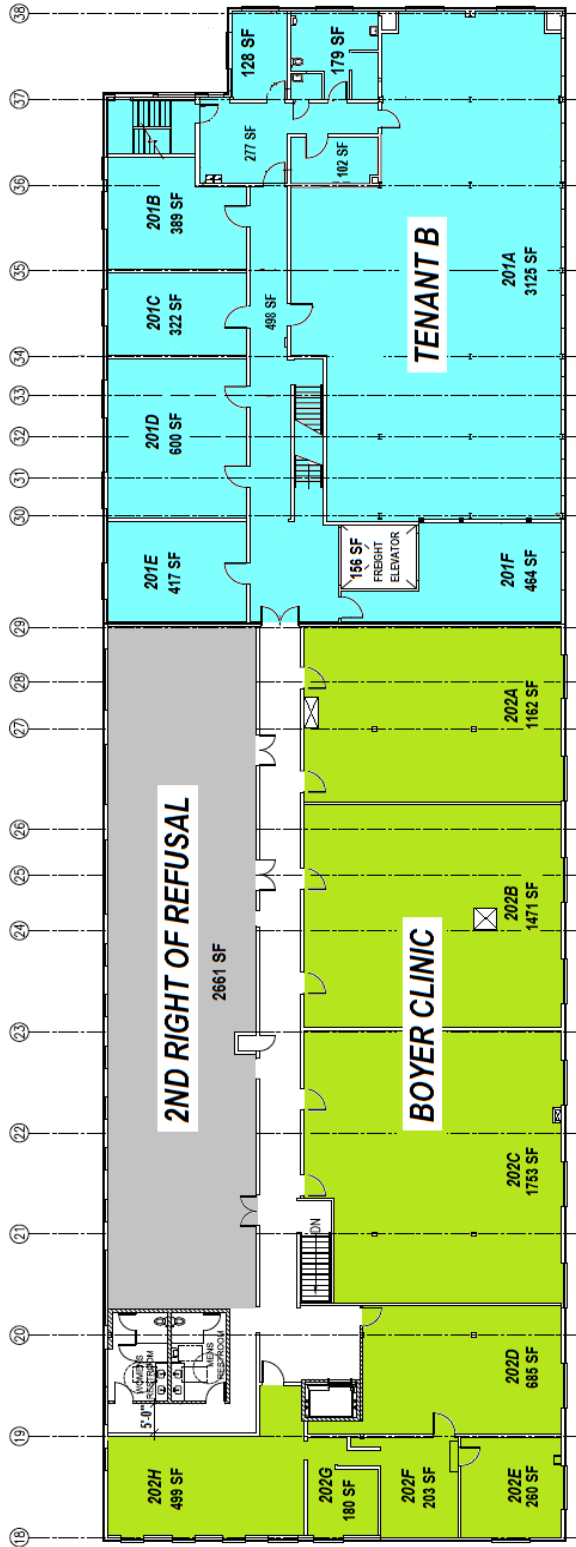 38
37
36
35
34
33
32
31
30
29
28
27
26
25
24
23
22
21
20
19
18
128 SF
179 SF
277 SF
102 SF
201B
389 SF
201C
322 SF
498 SF
201D
600 SF
201E
417 SF
TENANT B
201A
3125 SF
156 SF
FREIGHT
ELEVATOR
201F
464 SF
2ND RIGHT OF REFUSAL
2661 SF
202A
1162 SF
202B
1471 SF
BOYER CLINIC
202C
1753 SF
DN
WOMENS
RESTROOM
MENS
RESTROOM
5'-0"
202D
685 SF
202H
499 SF
202G
180 SF
202F
203 SF
202E
260 SF